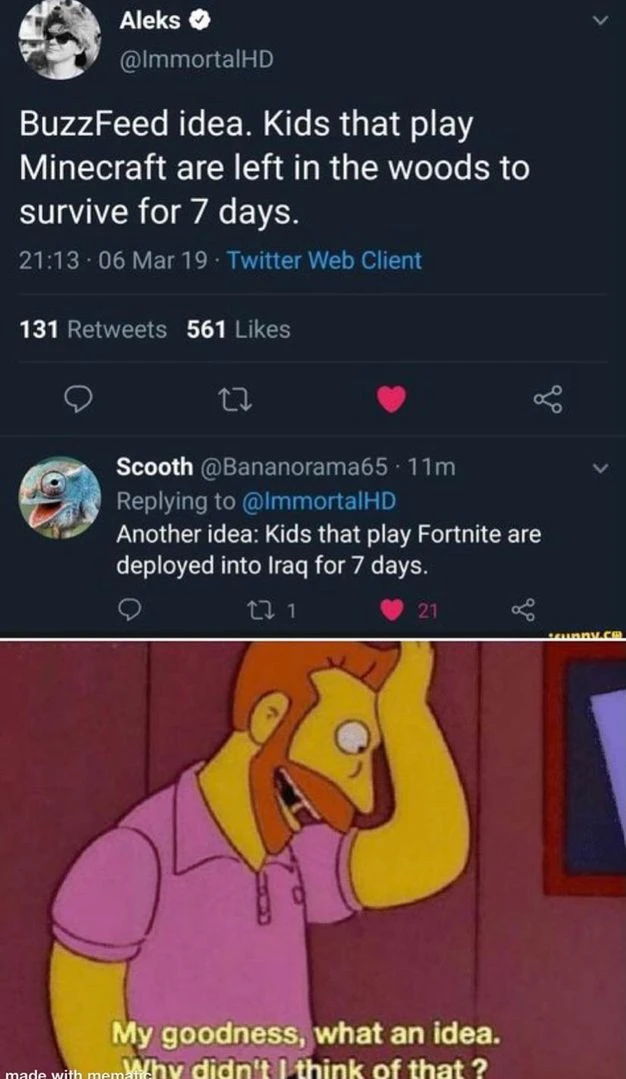 Aleks
@ImmortalHD
BuzzFeed idea. Kids that play
Minecraft are left in the woods to
survive for 7 days.
21:13 · 06 Mar 19 · Twitter Web Client
131 Retweets 561 Likes
Scooth @Bananorama65 · 11m
Replying to @ImmortalHD
Another idea: Kids that play Fortnite are
deployed into Iraq for 7 days.
1 21
My goodness, what an idea.
Why didn't I think of that ?
made with mematic